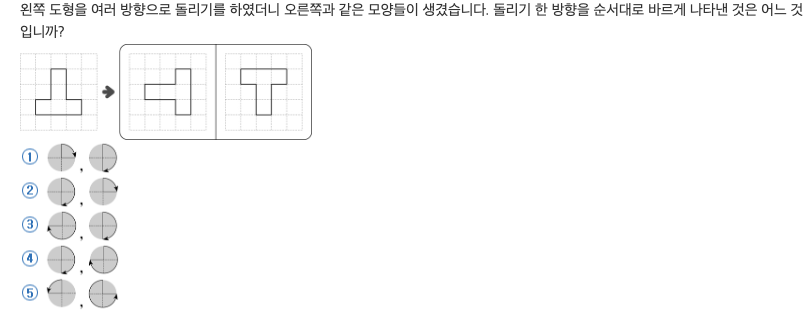 왼쪽 도형을 여러 방향으로 돌리기를 하였더니 오른쪽과 같은 모양들이 생겼습니다. 돌리기 한 방향을 순서대로 바르게 나타낸 것은 어느 것
입니까?
① ,
② ,
③ ,
④ ,
⑤ ,